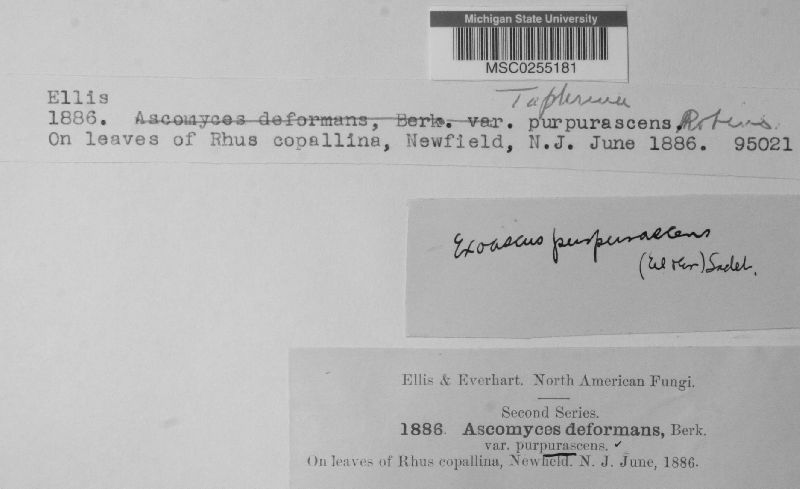 Michigan State University
MSC0255181
Ellis
Taphrina
1886. Ascomyces deformans, Berk. var. purpurascens, Robins.
On leaves of Rhus copallina, Newfield, N.J. June 1886. 95021
Exoascus purpurascens
(Ell & Ev) Sadeb.
Ellis & Everhart. North American Fungi.
Second Series.
1886. Ascomyces deformans, Berk.
var. purpurascens. ✓
On leaves of Rhus copallina, Newfield. N. J. June, 1886.